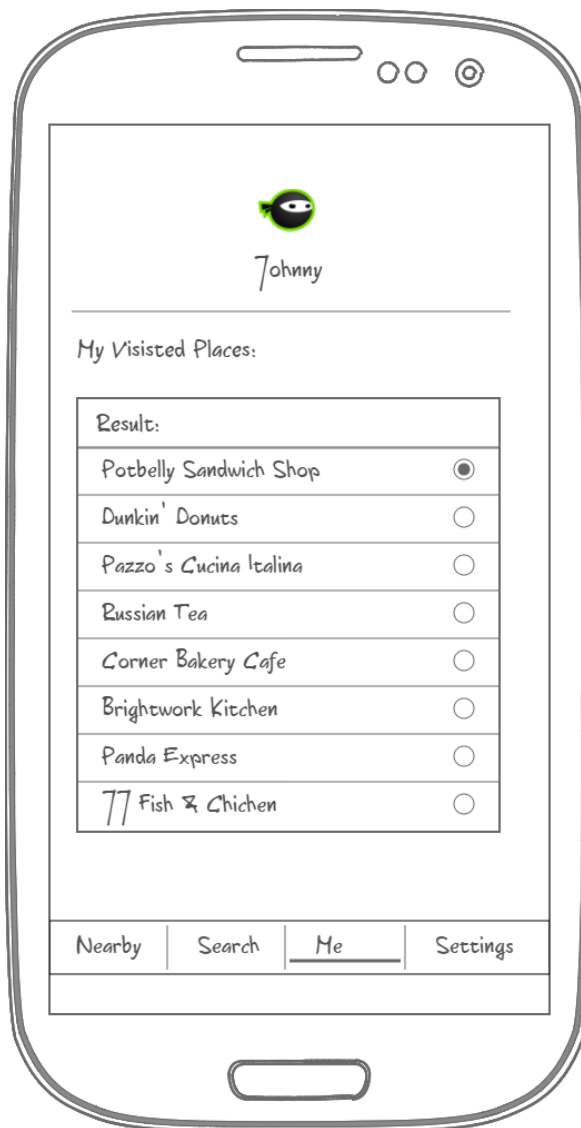 Johnny
My Visisted Places:
Result:
Potbelly Sandwich Shop
Dunkin' Donuts
Pazzo's Cucina Italina
Russian Tea
Corner Bakery Cafe
Brightwork Kitchen
Panda Express
JJ Fish & Chichen
Nearby Search Me Settings